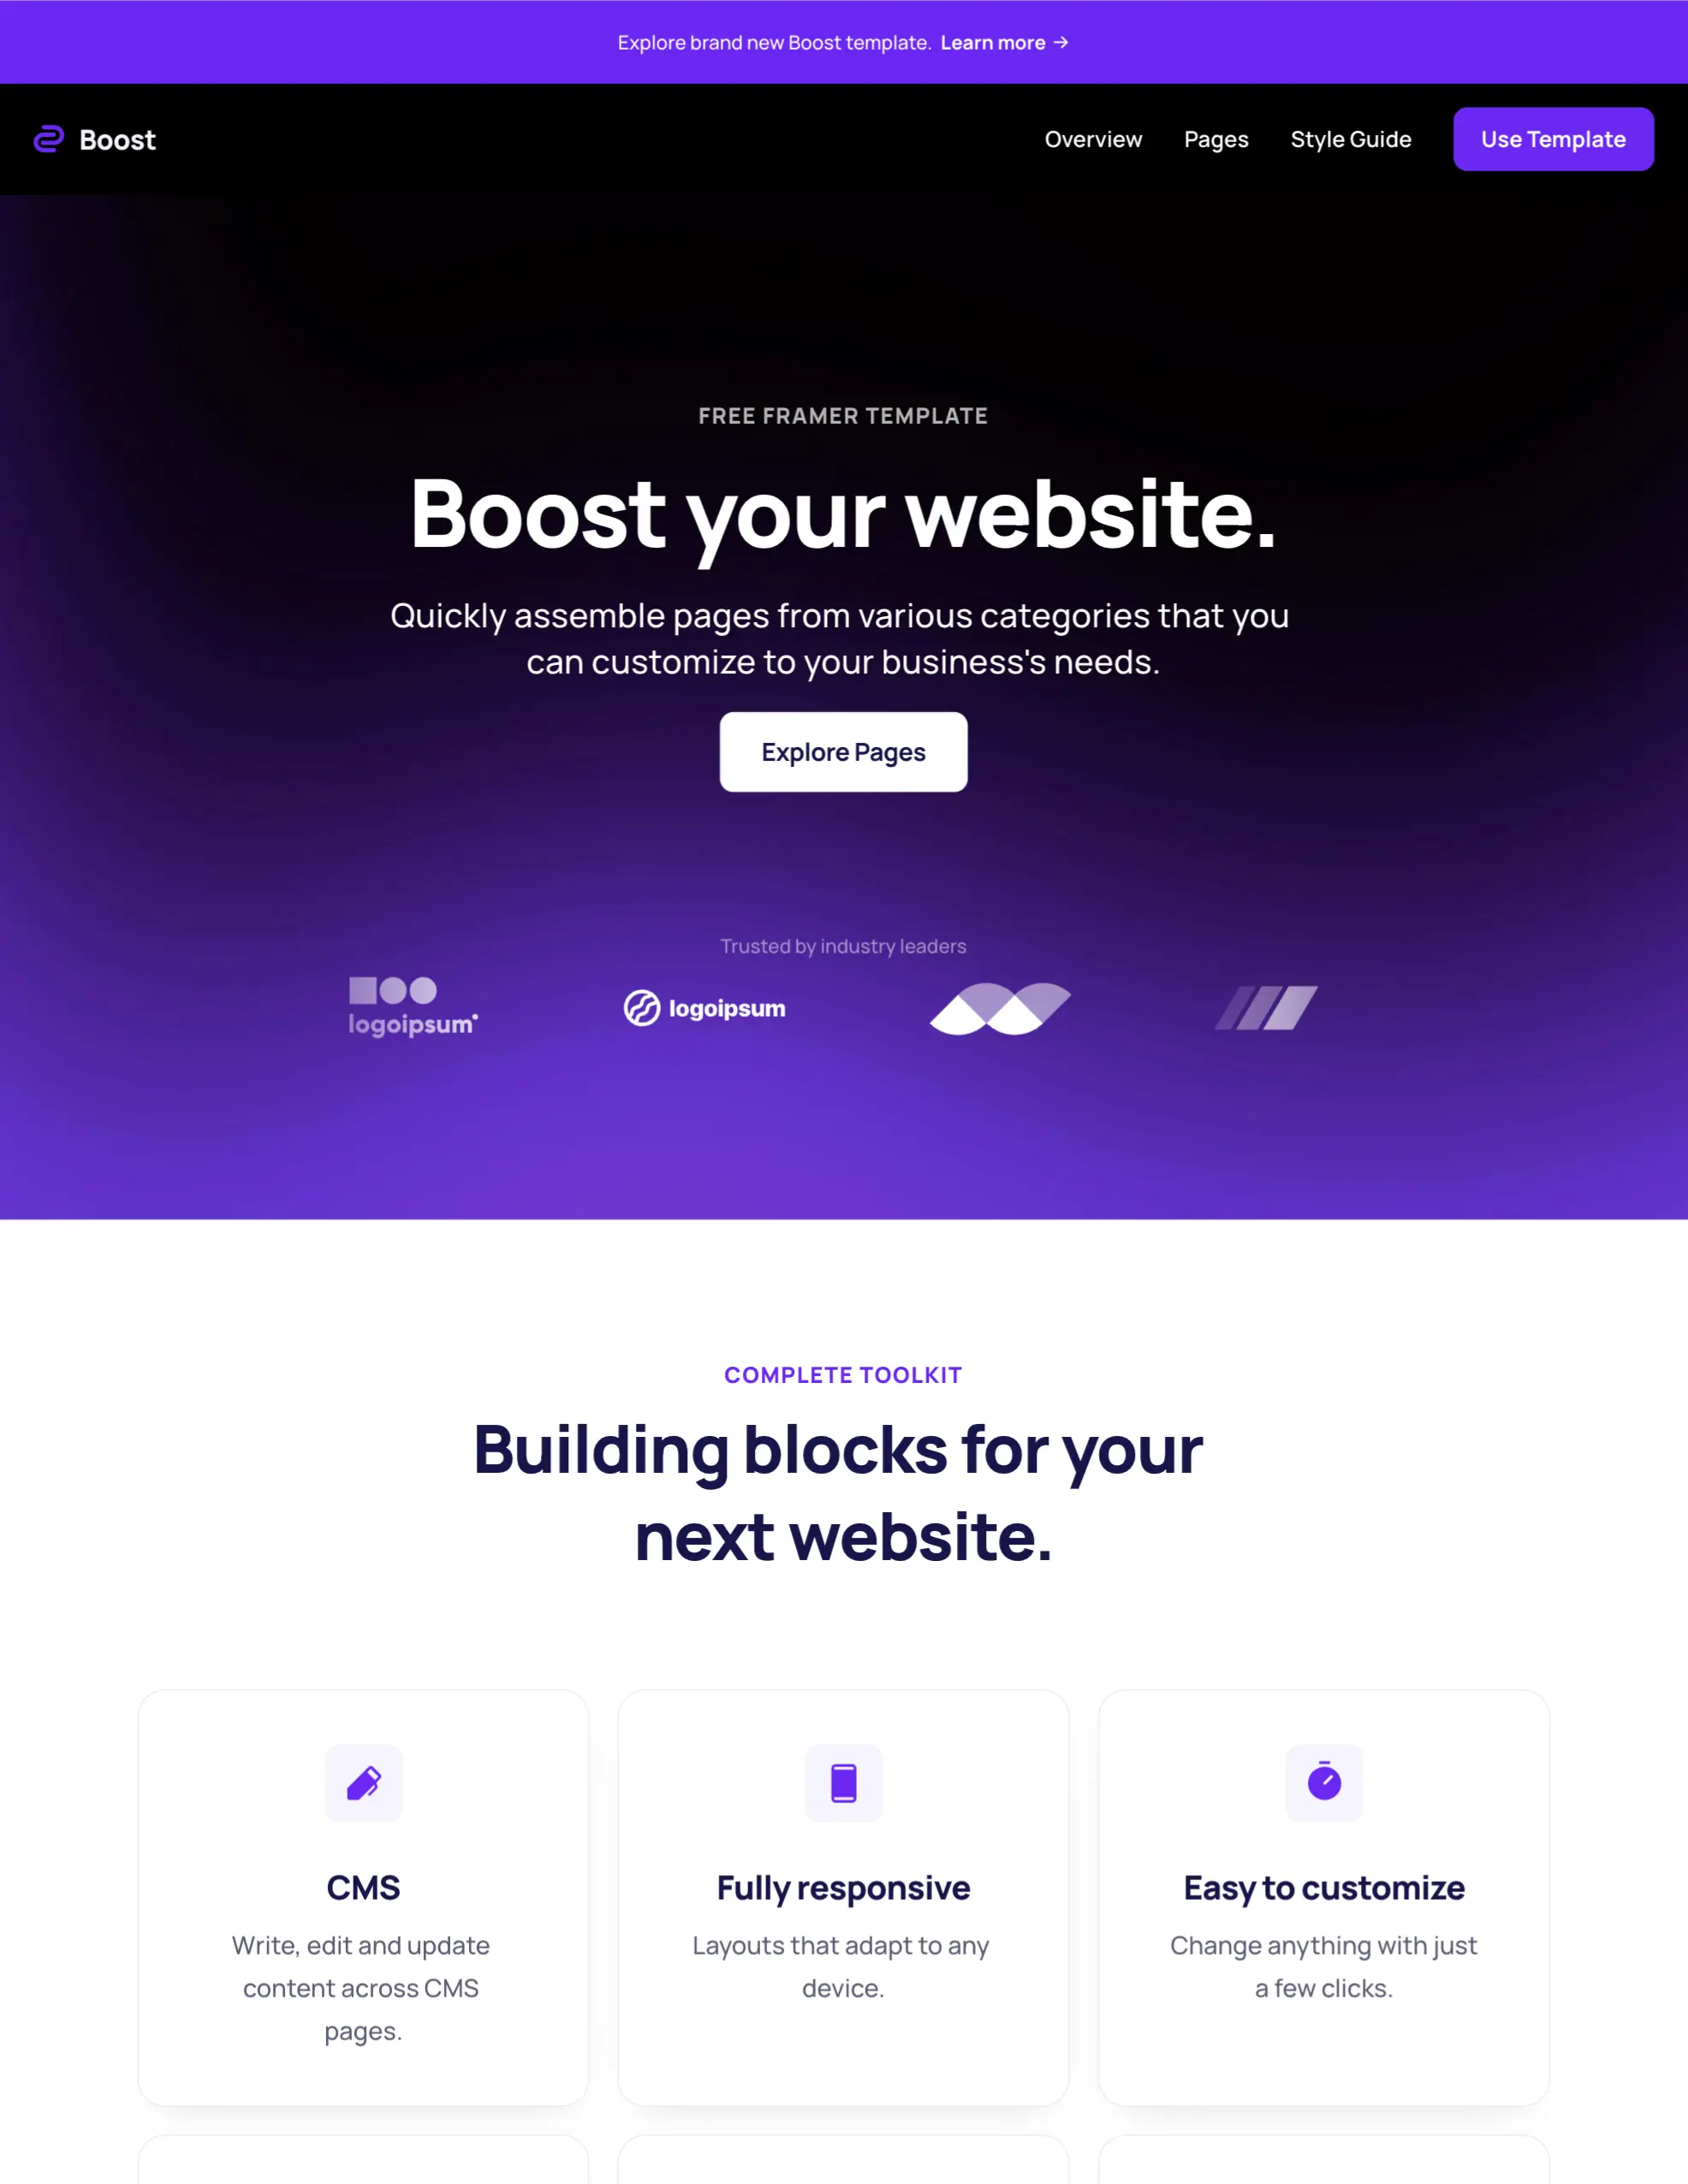 Explore brand new Boost template. Learn more →
Boost
Overview
Pages
Style Guide
Use Template
FREE FRAMER TEMPLATE
Boost your website.
Quickly assemble pages from various categories that you
can customize to your business's needs.
Explore Pages
Trusted by industry leaders
logoipsum
logoipsum
COMPLETE TOOLKIT
Building blocks for your
next website.
CMS
Write, edit and update
content across CMS
pages.
Fully responsive
Layouts that adapt to any
device.
Easy to customize
Change anything with just
a few clicks.